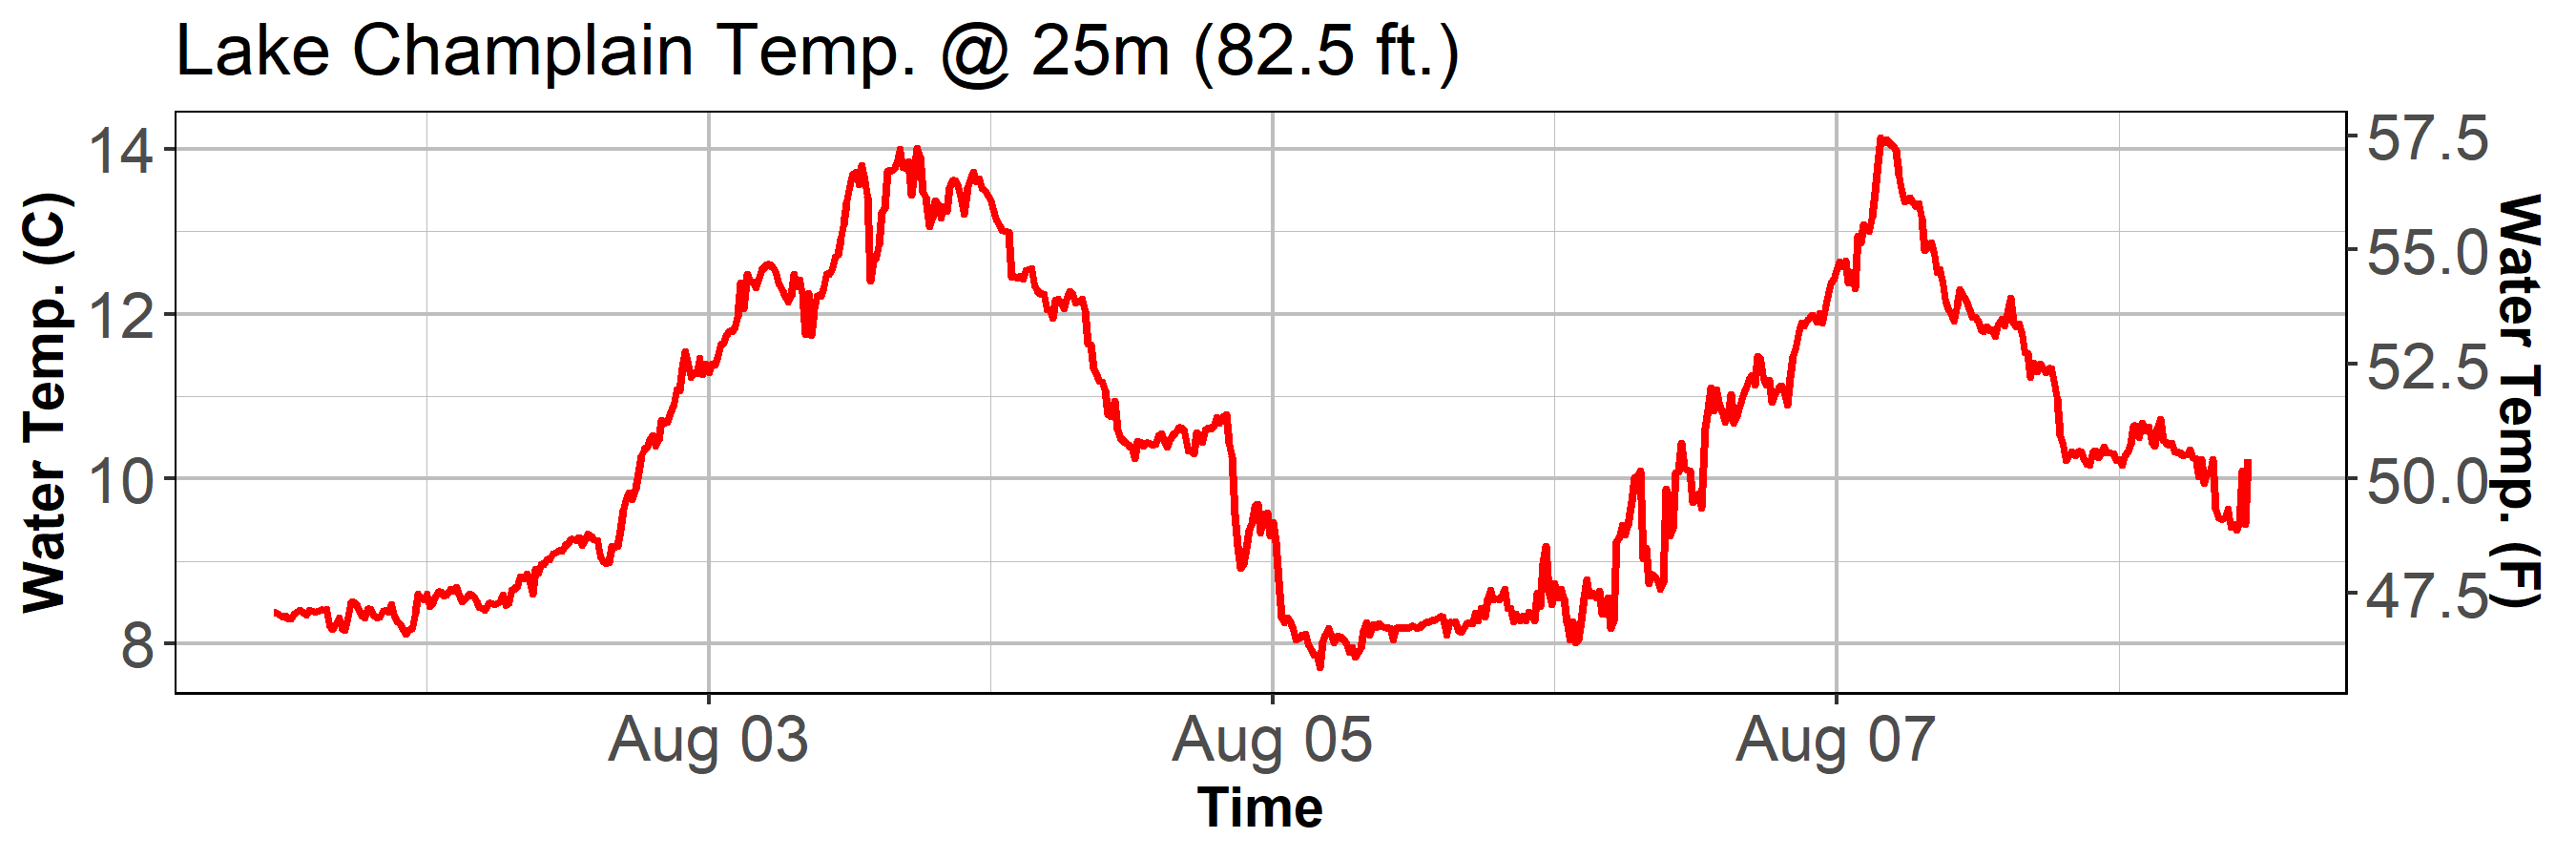 Lake Champlain Temp. @ 25m (82.5 ft.)
Water Temp. (C)
14
12
10
8
57.5
55.0
52.5
50.0
47.5
Water Temp. (F)
Aug 03
Aug 05
Aug 07
Time